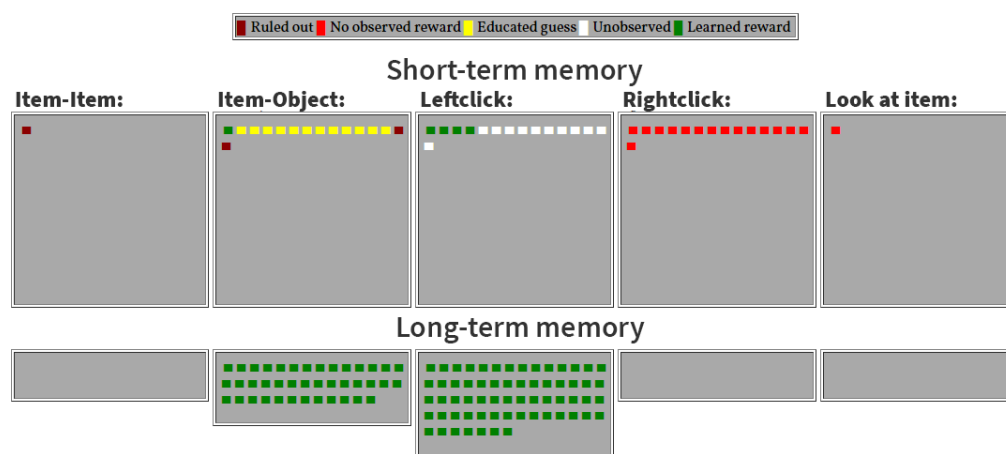 Ruled out No observed reward Educated guess Unobserved Learned reward
Short-term memory
Item-Item: Item-Object: Leftclick: Rightclick: Look at item:
Long-term memory